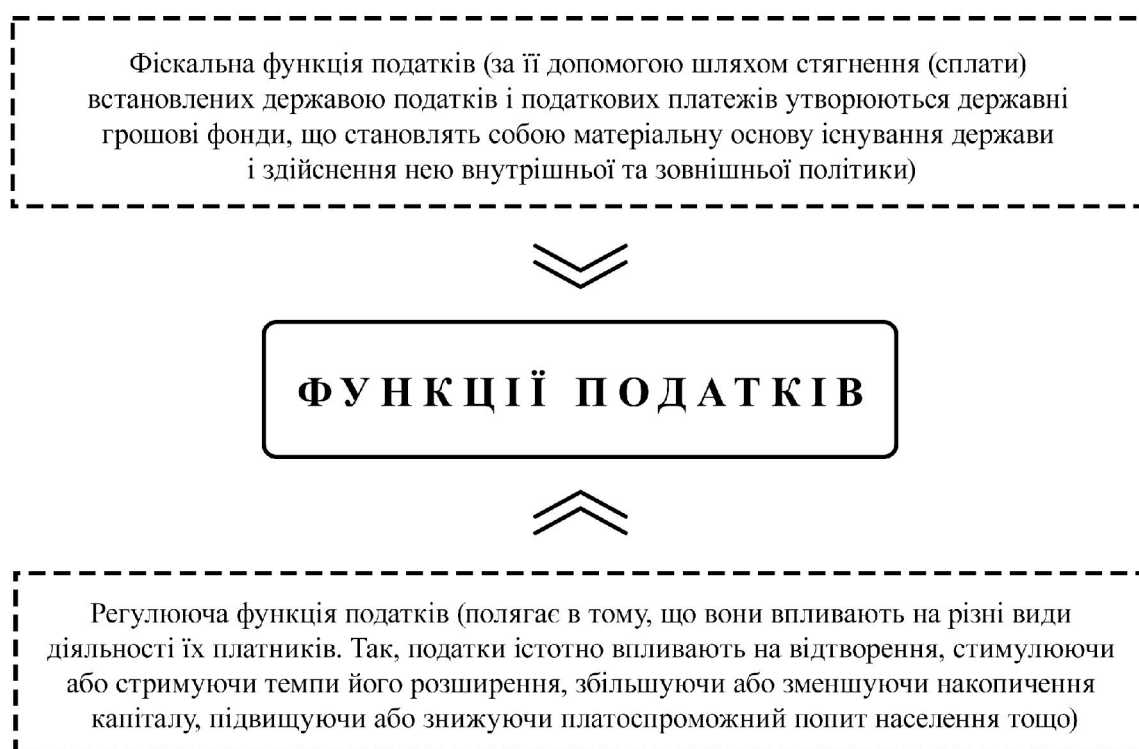 Фіскальна функція податків (за її допомогою шляхом стягнення (сплати)
встановлених державою податків і податкових платежів утворюються державні
грошові фонди, що становлять собою матеріальну основу існування держави
і здійснення нею внутрішньої та зовнішньої політики)
ФУНКЦІЇ ПОДАТКІВ
Регулююча функція податків (полягає в тому, що вони впливають на різні види
діяльності їх платників. Так, податки істотно впливають на відтворення, стимулюючи
або стримуючи темпи його розширення, збільшуючи або зменшуючи накопичення
капіталу, підвищуючи або знижуючи платоспроможний попит населення тощо)